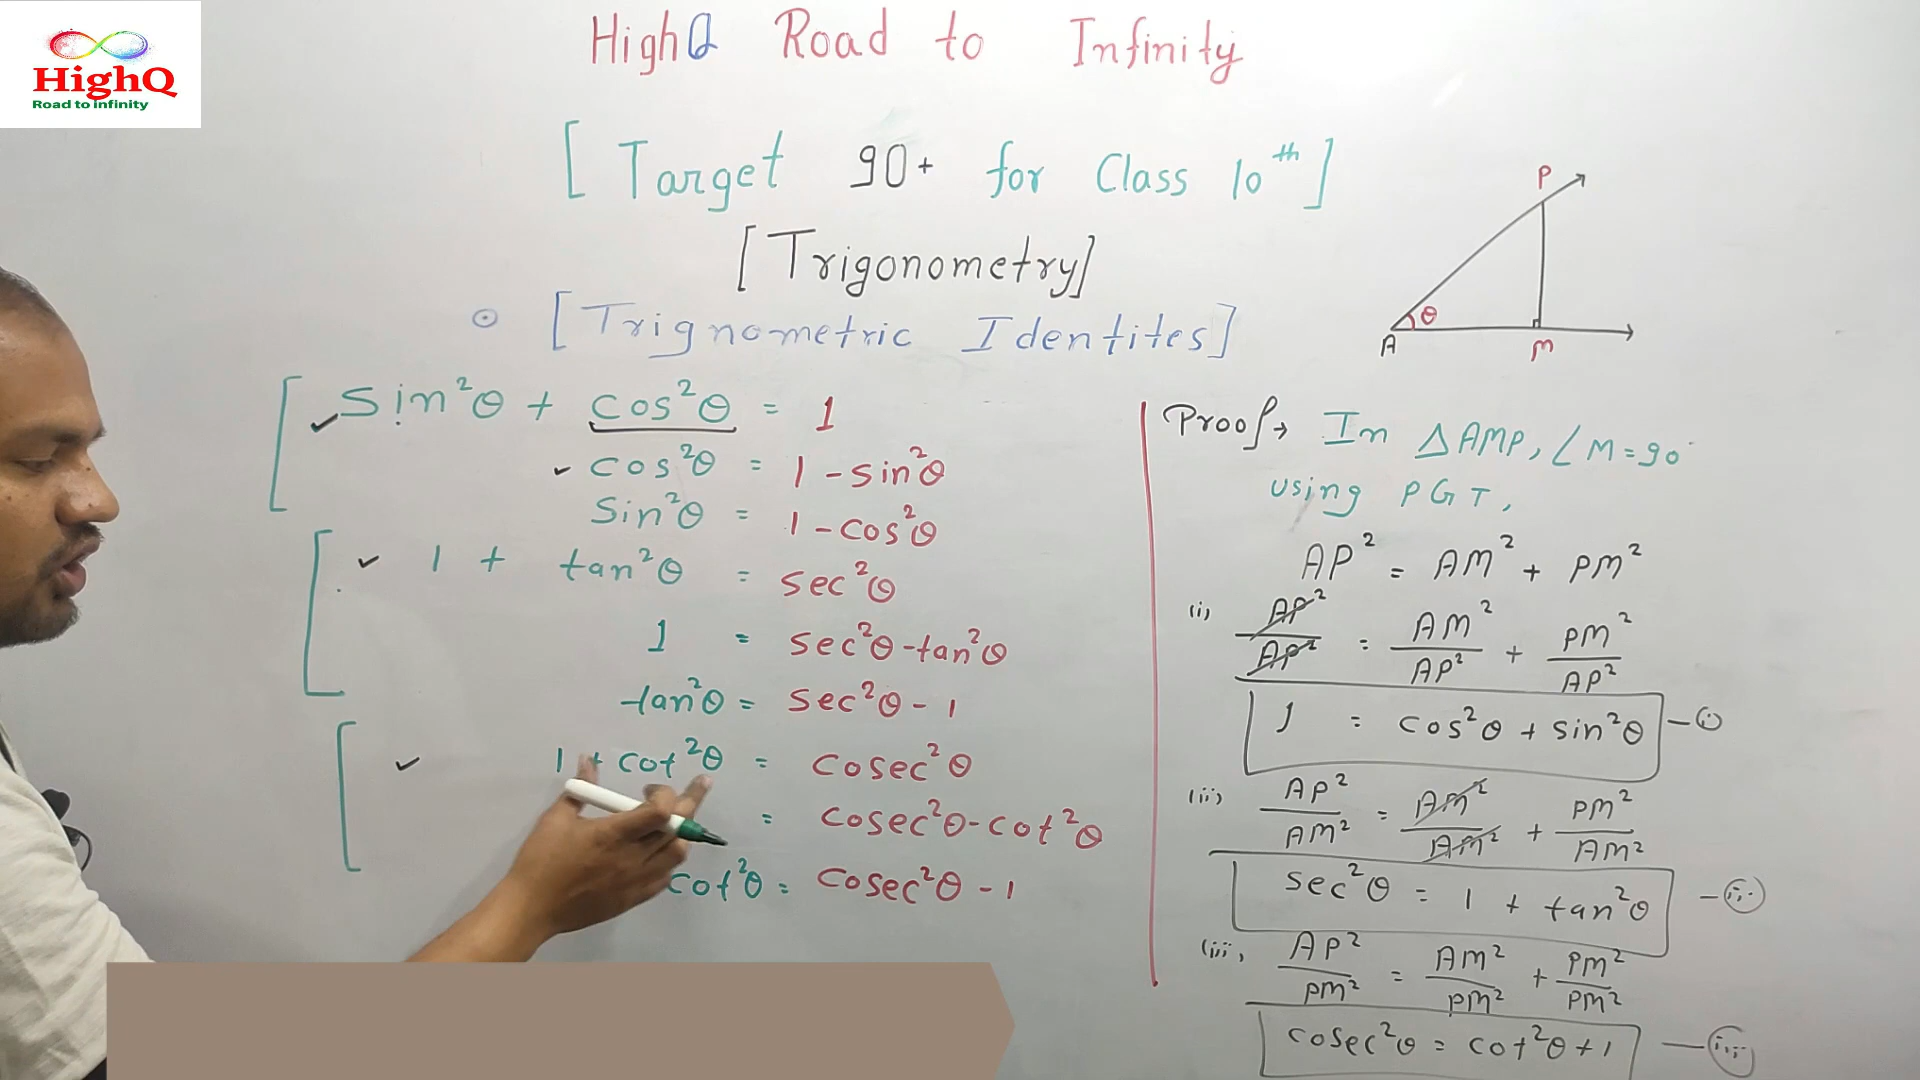 HighQ
Road to infinity
HighQ Road to Infinity
[Target 90+ for Class 10th]
[Trigonometry]
⊙ [Trignometric Identites]
P
θ
A
M
✓ Sin²θ + cos²θ = 1
✓ cos²θ = 1 - sin²θ
Sin²θ = 1 - cos²θ
✓ 1 + tan²θ = sec²θ
1 = sec²θ - tan²θ
tan²θ = sec²θ - 1
✓ 1 + cot²θ = cosec²θ
= cosec²θ - cot²θ
cot²θ = cosec²θ - 1
Proof→ In △AMP, ∠M=90°
using PGT,
AP² = AM² + PM²
(i) AP²/AP² = AM²/AP² + PM²/AP²
1 = cos²θ + sin²θ —(i)
(ii) AP²/AM² = AM²/AM² + PM²/AM²
sec²θ = 1 + tan²θ —(ii)
(iii) AP²/PM² = AM²/PM² + PM²/PM²
cosec²θ = cot²θ + 1 —(iii)